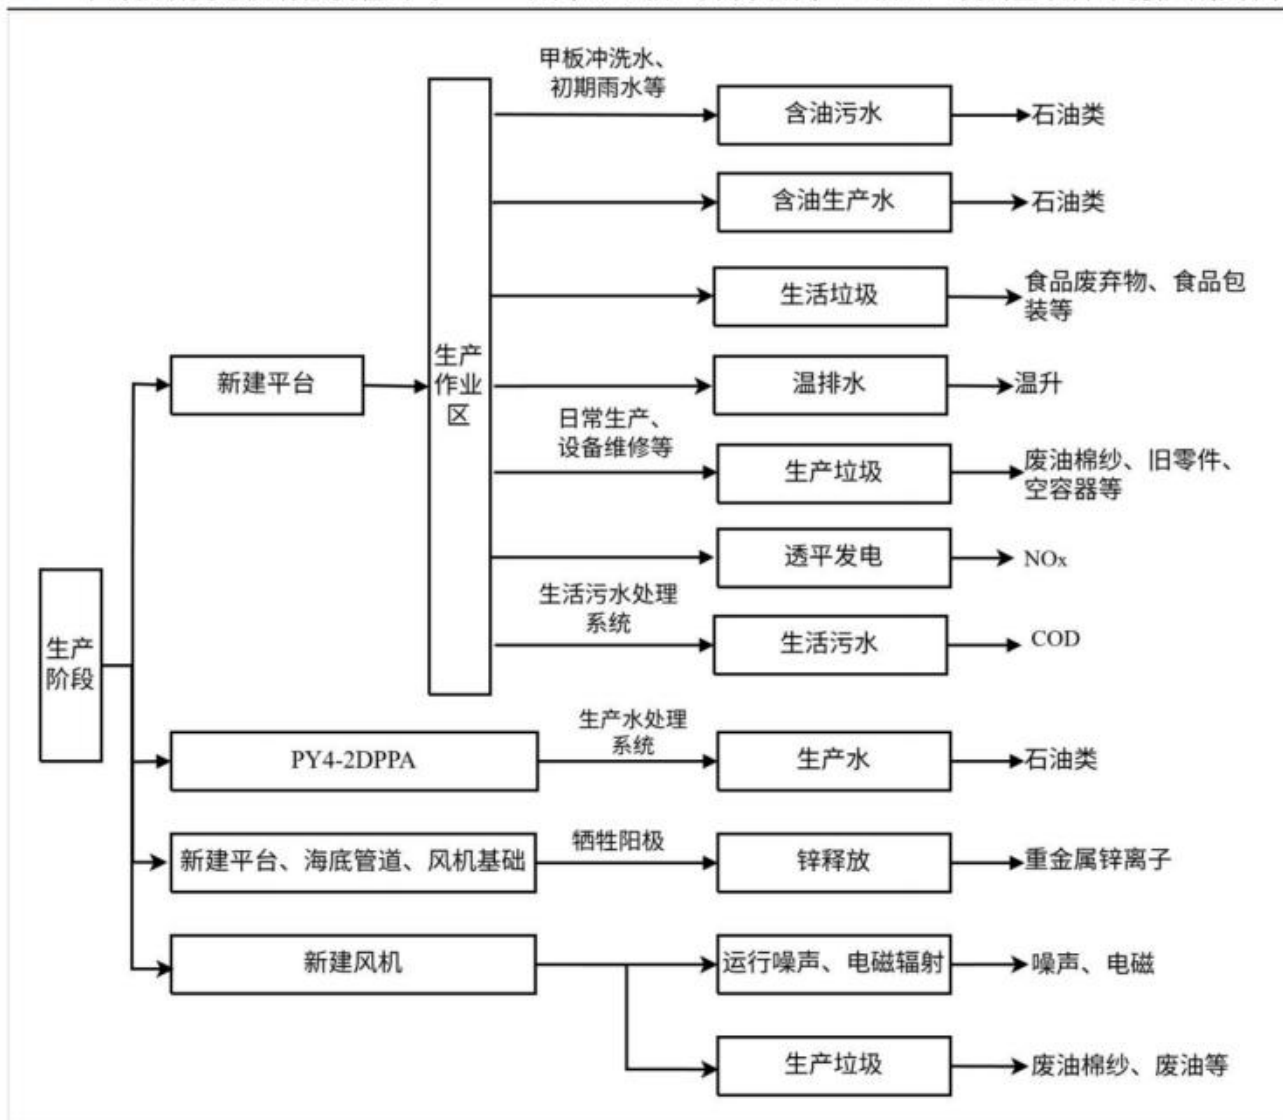 甲板冲洗水、
初期雨水等
含油污水
石油类
含油生产水
石油类
生活垃圾
食品废弃物、食品包
装等
新建平台
生产
作业
区
温排水
温升
日常生产、
设备维修等
生产垃圾
废油棉纱、旧零件、
空容器等
透平发电
NOx
生活污水处理
系统
生活污水
COD
生产
阶段
PY4-2DPPA
生产水处理
系统
生产水
石油类
新建平台、海底管道、风机基础
牺牲阳极
锌释放
重金属锌离子
新建风机
运行噪声、电磁辐射
噪声、电磁
生产垃圾
废油棉纱、废油等